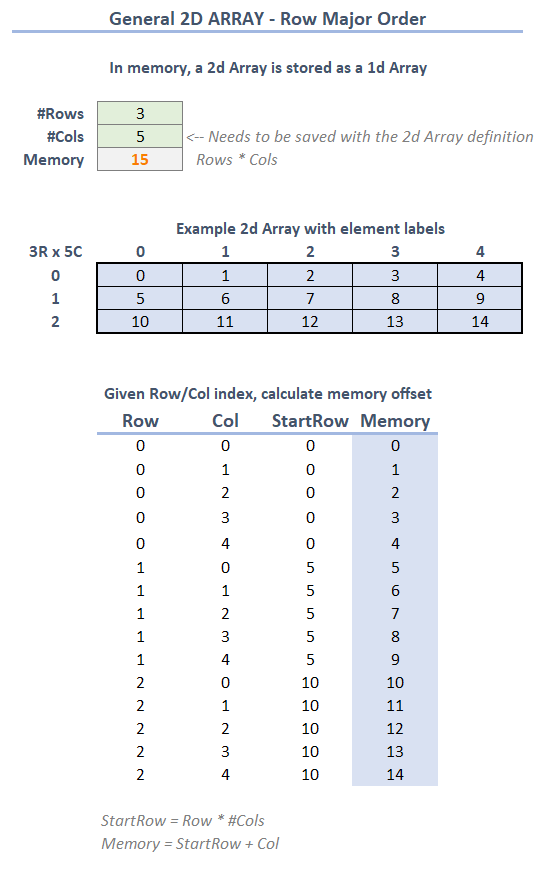 General 2D ARRAY - Row Major Order
In memory, a 2d Array is stored as a 1d Array
#Rows 3
#Cols 5 <-- Needs to be saved with the 2d Array definition
Memory 15 Rows * Cols
Example 2d Array with element labels
3R x 5C 0 1 2 3 4
0 0 1 2 3 4
1 5 6 7 8 9
2 10 11 12 13 14
Given Row/Col index, calculate memory offset
Row Col StartRow Memory
0 0 0 0
0 1 0 1
0 2 0 2
0 3 0 3
0 4 0 4
1 0 5 5
1 1 5 6
1 2 5 7
1 3 5 8
1 4 5 9
2 0 10 10
2 1 10 11
2 2 10 12
2 3 10 13
2 4 10 14
StartRow = Row * #Cols
Memory = StartRow + Col